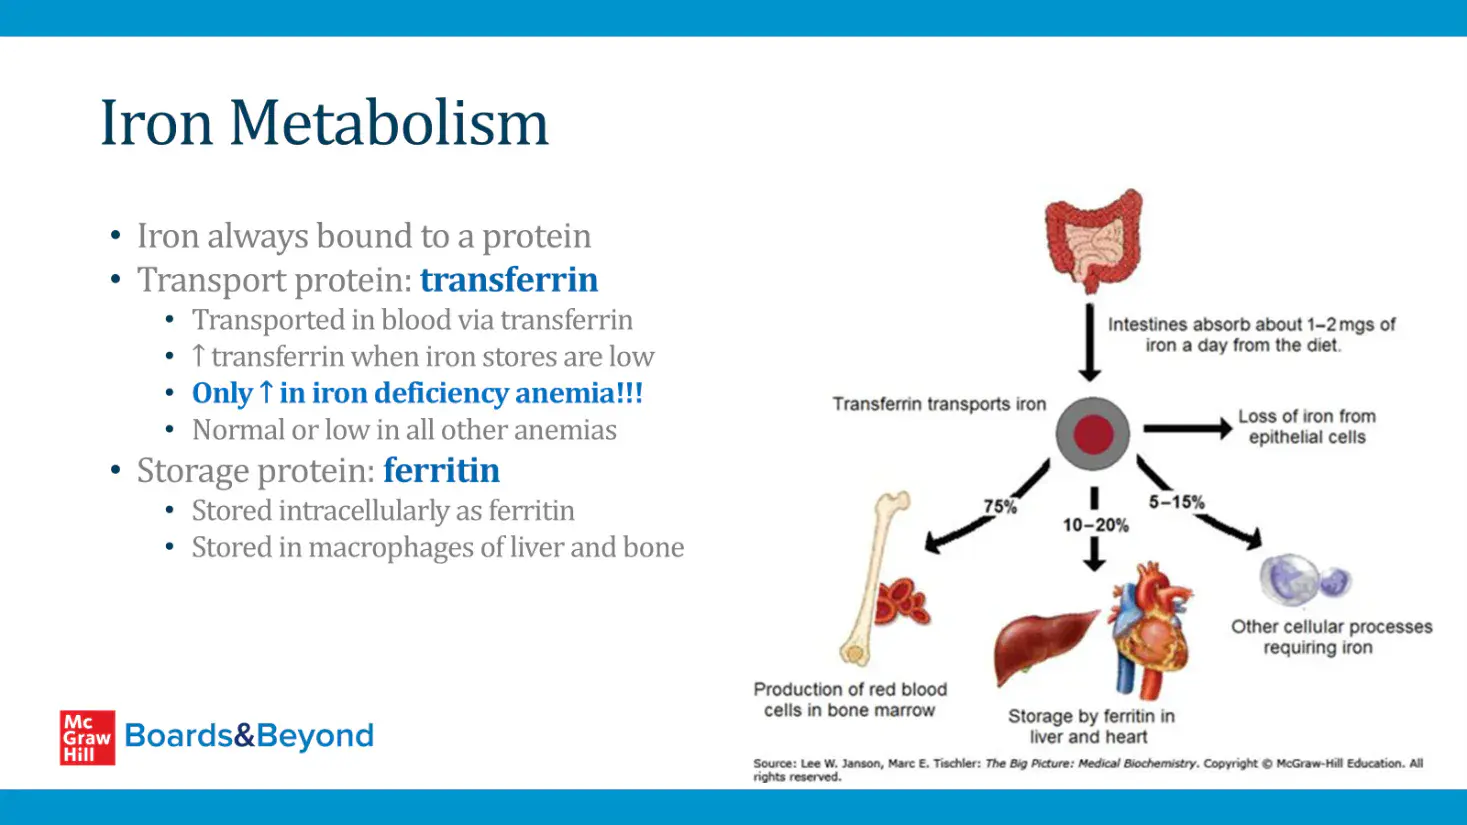 Iron Metabolism
• Iron always bound to a protein
• Transport protein: transferrin
• Transported in blood via transferrin
• ↑ transferrin when iron stores are low
• Only ↑ in iron deficiency anemia!!!
• Normal or low in all other anemias
• Storage protein: ferritin
• Stored intracellularly as ferritin
• Stored in macrophages of liver and bone
Intestines absorb about 1–2 mgs of
iron a day from the diet.
Transferrin transports iron
Loss of iron from
epithelial cells
75%
10–20%
5–15%
Production of red blood
cells in bone marrow
Storage by ferritin in
liver and heart
Other cellular processes
requiring iron
Source: Lee W. Janson, Marc E. Tischler: The Big Picture: Medical Biochemistry. Copyright © McGraw-Hill Education. All
rights reserved.
Mc
Graw
Hill
Boards&Beyond